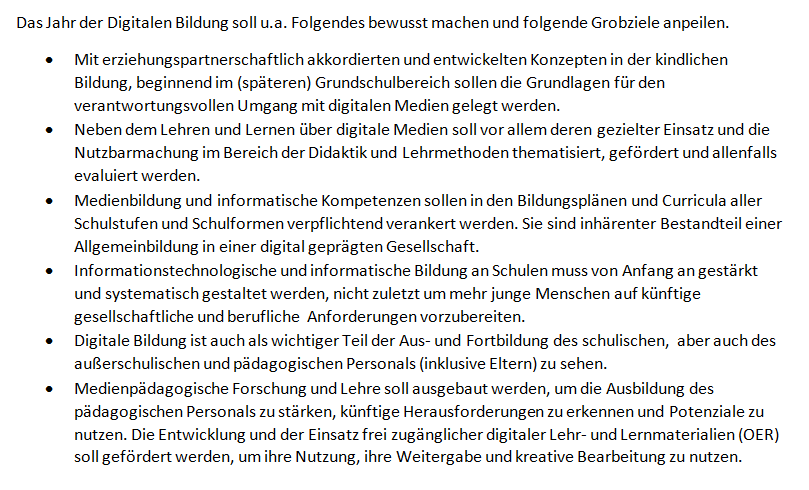 Das Jahr der Digitalen Bildung soll u.a. Folgendes bewusst machen und folgende Grobziele anpeilen.
• Mit erziehungspartnerschaftlich akkordierten und entwickelten Konzepten in der kindlichen
Bildung, beginnend im (späteren) Grundschulbereich sollen die Grundlagen für den
verantwortungsvollen Umgang mit digitalen Medien gelegt werden.
• Neben dem Lehren und Lernen über digitale Medien soll vor allem deren gezielter Einsatz und die
Nutzbarmachung im Bereich der Didaktik und Lehrmethoden thematisiert, gefördert und allenfalls
evaluiert werden.
• Medienbildung und informatische Kompetenzen sollen in den Bildungsplänen und Curricula aller
Schulstufen und Schulformen verpflichtend verankert werden. Sie sind inhärenter Bestandteil einer
Allgemeinbildung in einer digital geprägten Gesellschaft.
• Informationstechnologische und informatische Bildung an Schulen muss von Anfang an gestärkt
und systematisch gestaltet werden, nicht zuletzt um mehr junge Menschen auf künftige
gesellschaftliche und berufliche Anforderungen vorzubereiten.
• Digitale Bildung ist auch als wichtiger Teil der Aus- und Fortbildung des schulischen, aber auch des
außerschulischen und pädagogischen Personals (inklusive Eltern) zu sehen.
• Medienpädagogische Forschung und Lehre soll ausgebaut werden, um die Ausbildung des
pädagogischen Personals zu stärken, künftige Herausforderungen zu erkennen und Potenziale zu
nutzen. Die Entwicklung und der Einsatz frei zugänglicher digitaler Lehr- und Lernmaterialien (OER)
soll gefördert werden, um ihre Nutzung, ihre Weitergabe und kreative Bearbeitung zu nutzen.